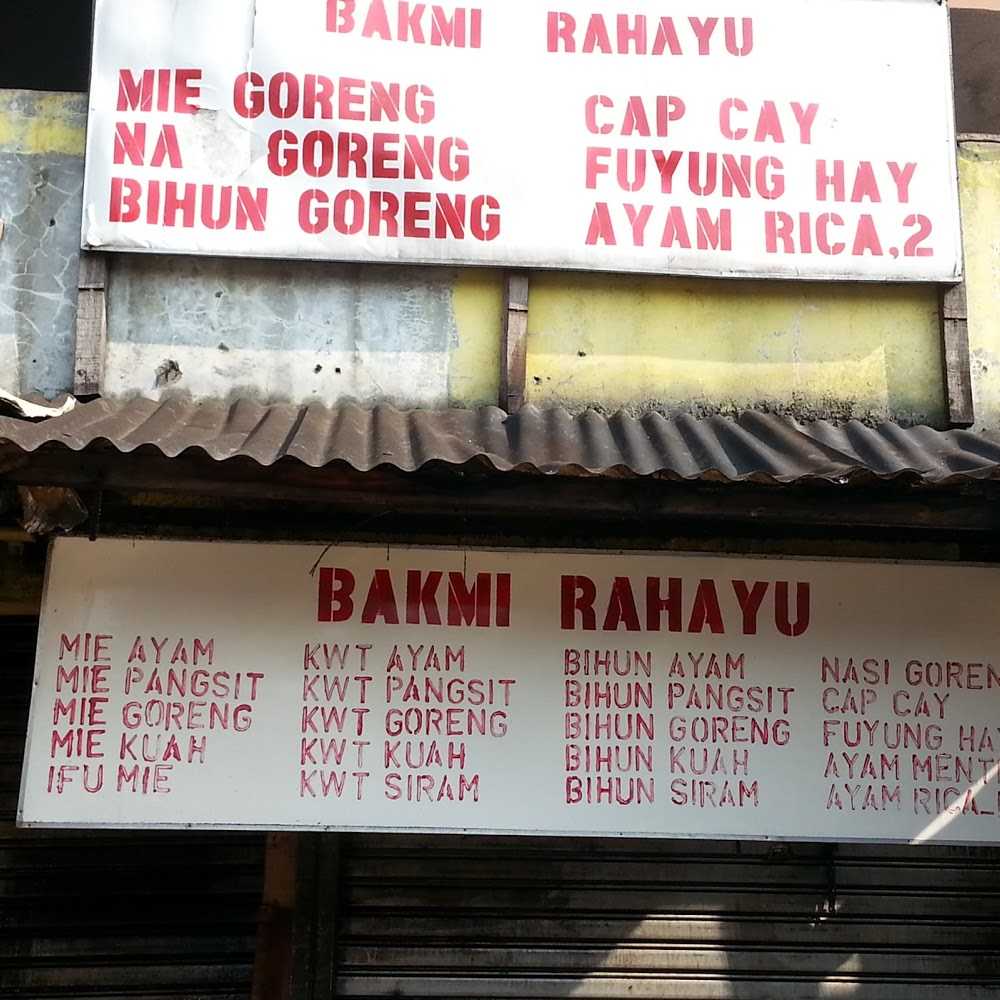 BAKMI RAHAYU
MIE GORENG
NA GORENG
BIHUN GORENG
CAP CAY
FUYUNG HAY
AYAM RICA,2
BAKMI RAHAYU
MIE AYAM
MIE PANGSIT
MIE GORENG
MIE KUAH
IFU MIE
KWT AYAM
KWT PANGSIT
KWT GORENG
KWT KUAH
KWT SIRAM
BIHUN AYAM
BIHUN PANGSIT
BIHUN GORENG
BIHUN KUAH
BIHUN SIRAM
NASI GOREN
CAP CAY
FUYUNG HA
AYAM MENT
AYAM RICA